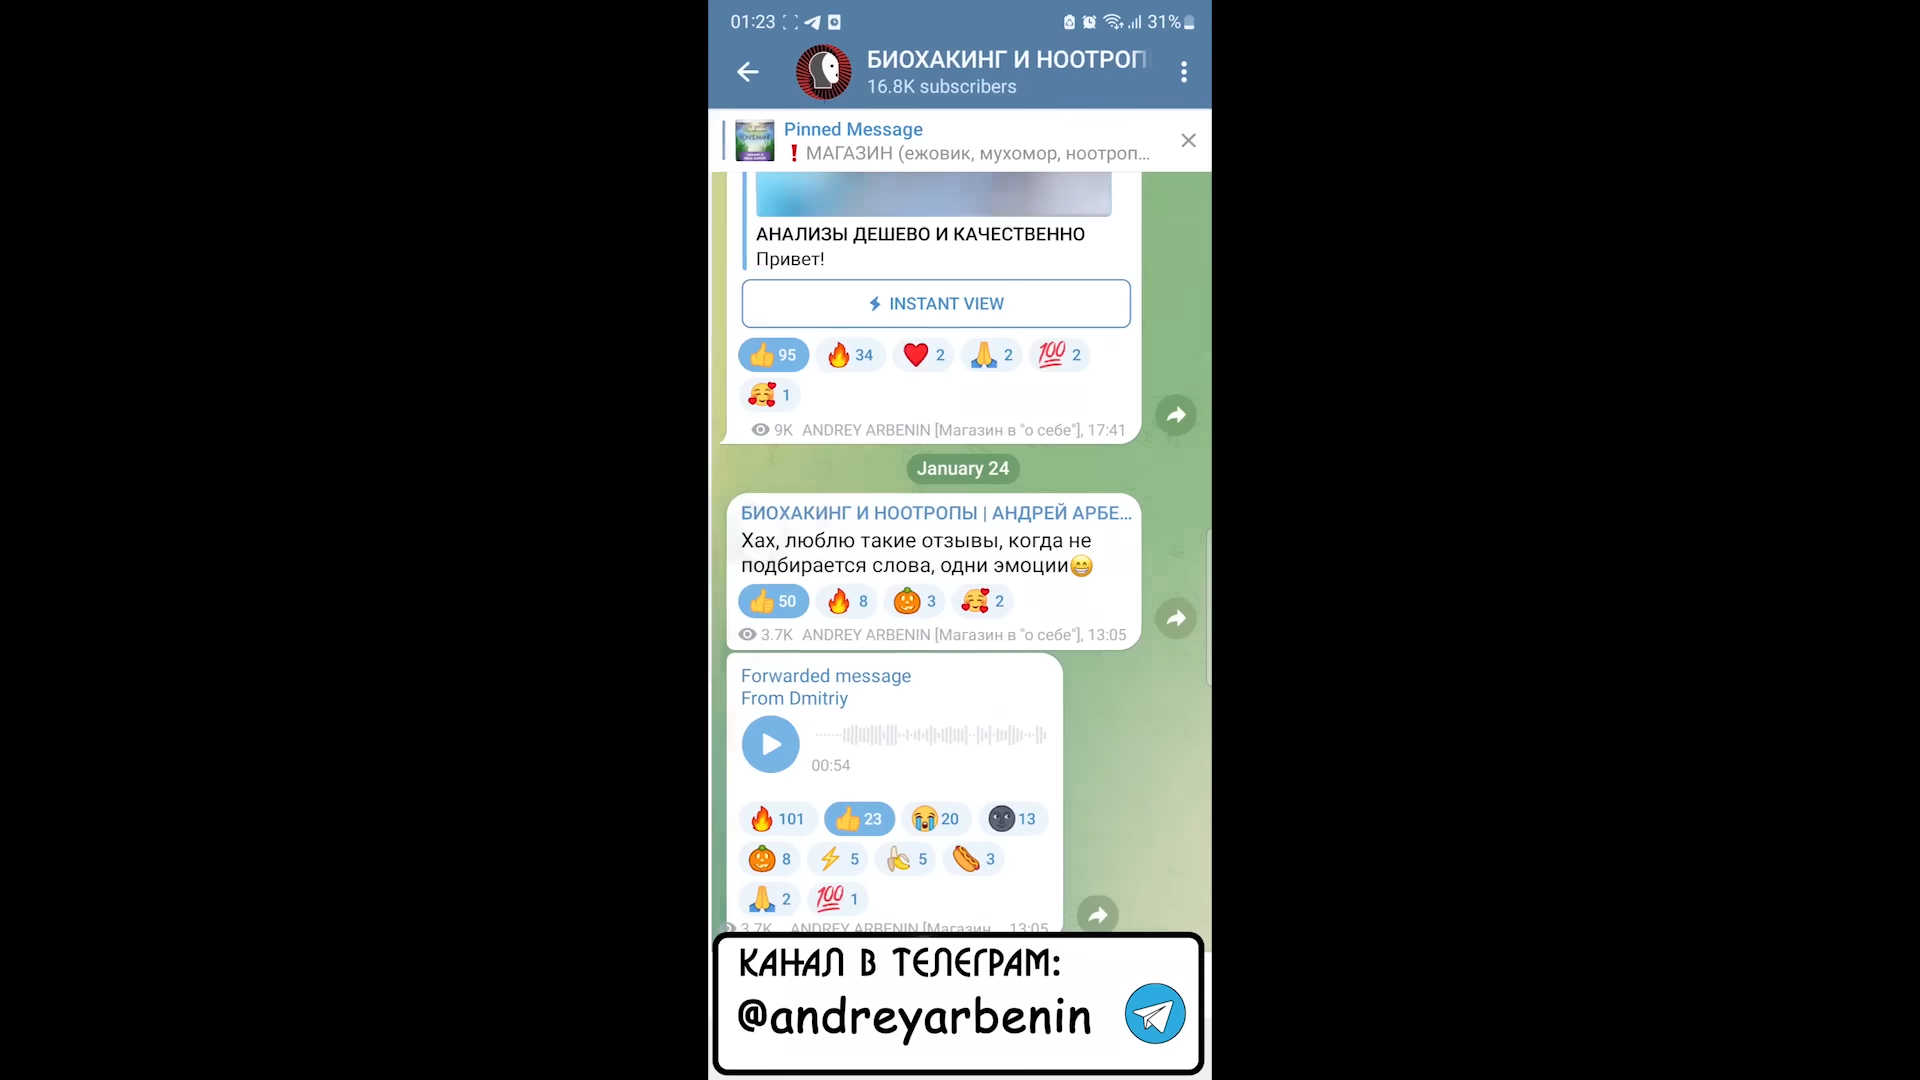 01:23
31%
БИОХАКИНГ И НООТРОП
16.8K subscribers
Pinned Message
❗ МАГАЗИН (ежовик, мухомор, ноотроп...
АНАЛИЗЫ ДЕШЕВО И КАЧЕСТВЕННО
Привет!
INSTANT VIEW
95 34 2 2 2
1
9K ANDREY ARBENIN [Магазин в "о себе"], 17:41
January 24
БИОХАКИНГ И НООТРОПЫ | АНДРЕЙ АРБЕ...
Хах, люблю такие отзывы, когда не
подбирается слова, одни эмоции😁
50 8 3 2
3.7K ANDREY ARBENIN [Магазин в "о себе"], 13:05
Forwarded message
From Dmitriy
00:54
101 23 20 13
8 5 5 3
2 1
3.7K ANDREY ARBENIN [Магазин... 13:05
КАНАЛ В ТЕЛЕГРАМ:
@andreyarbenin